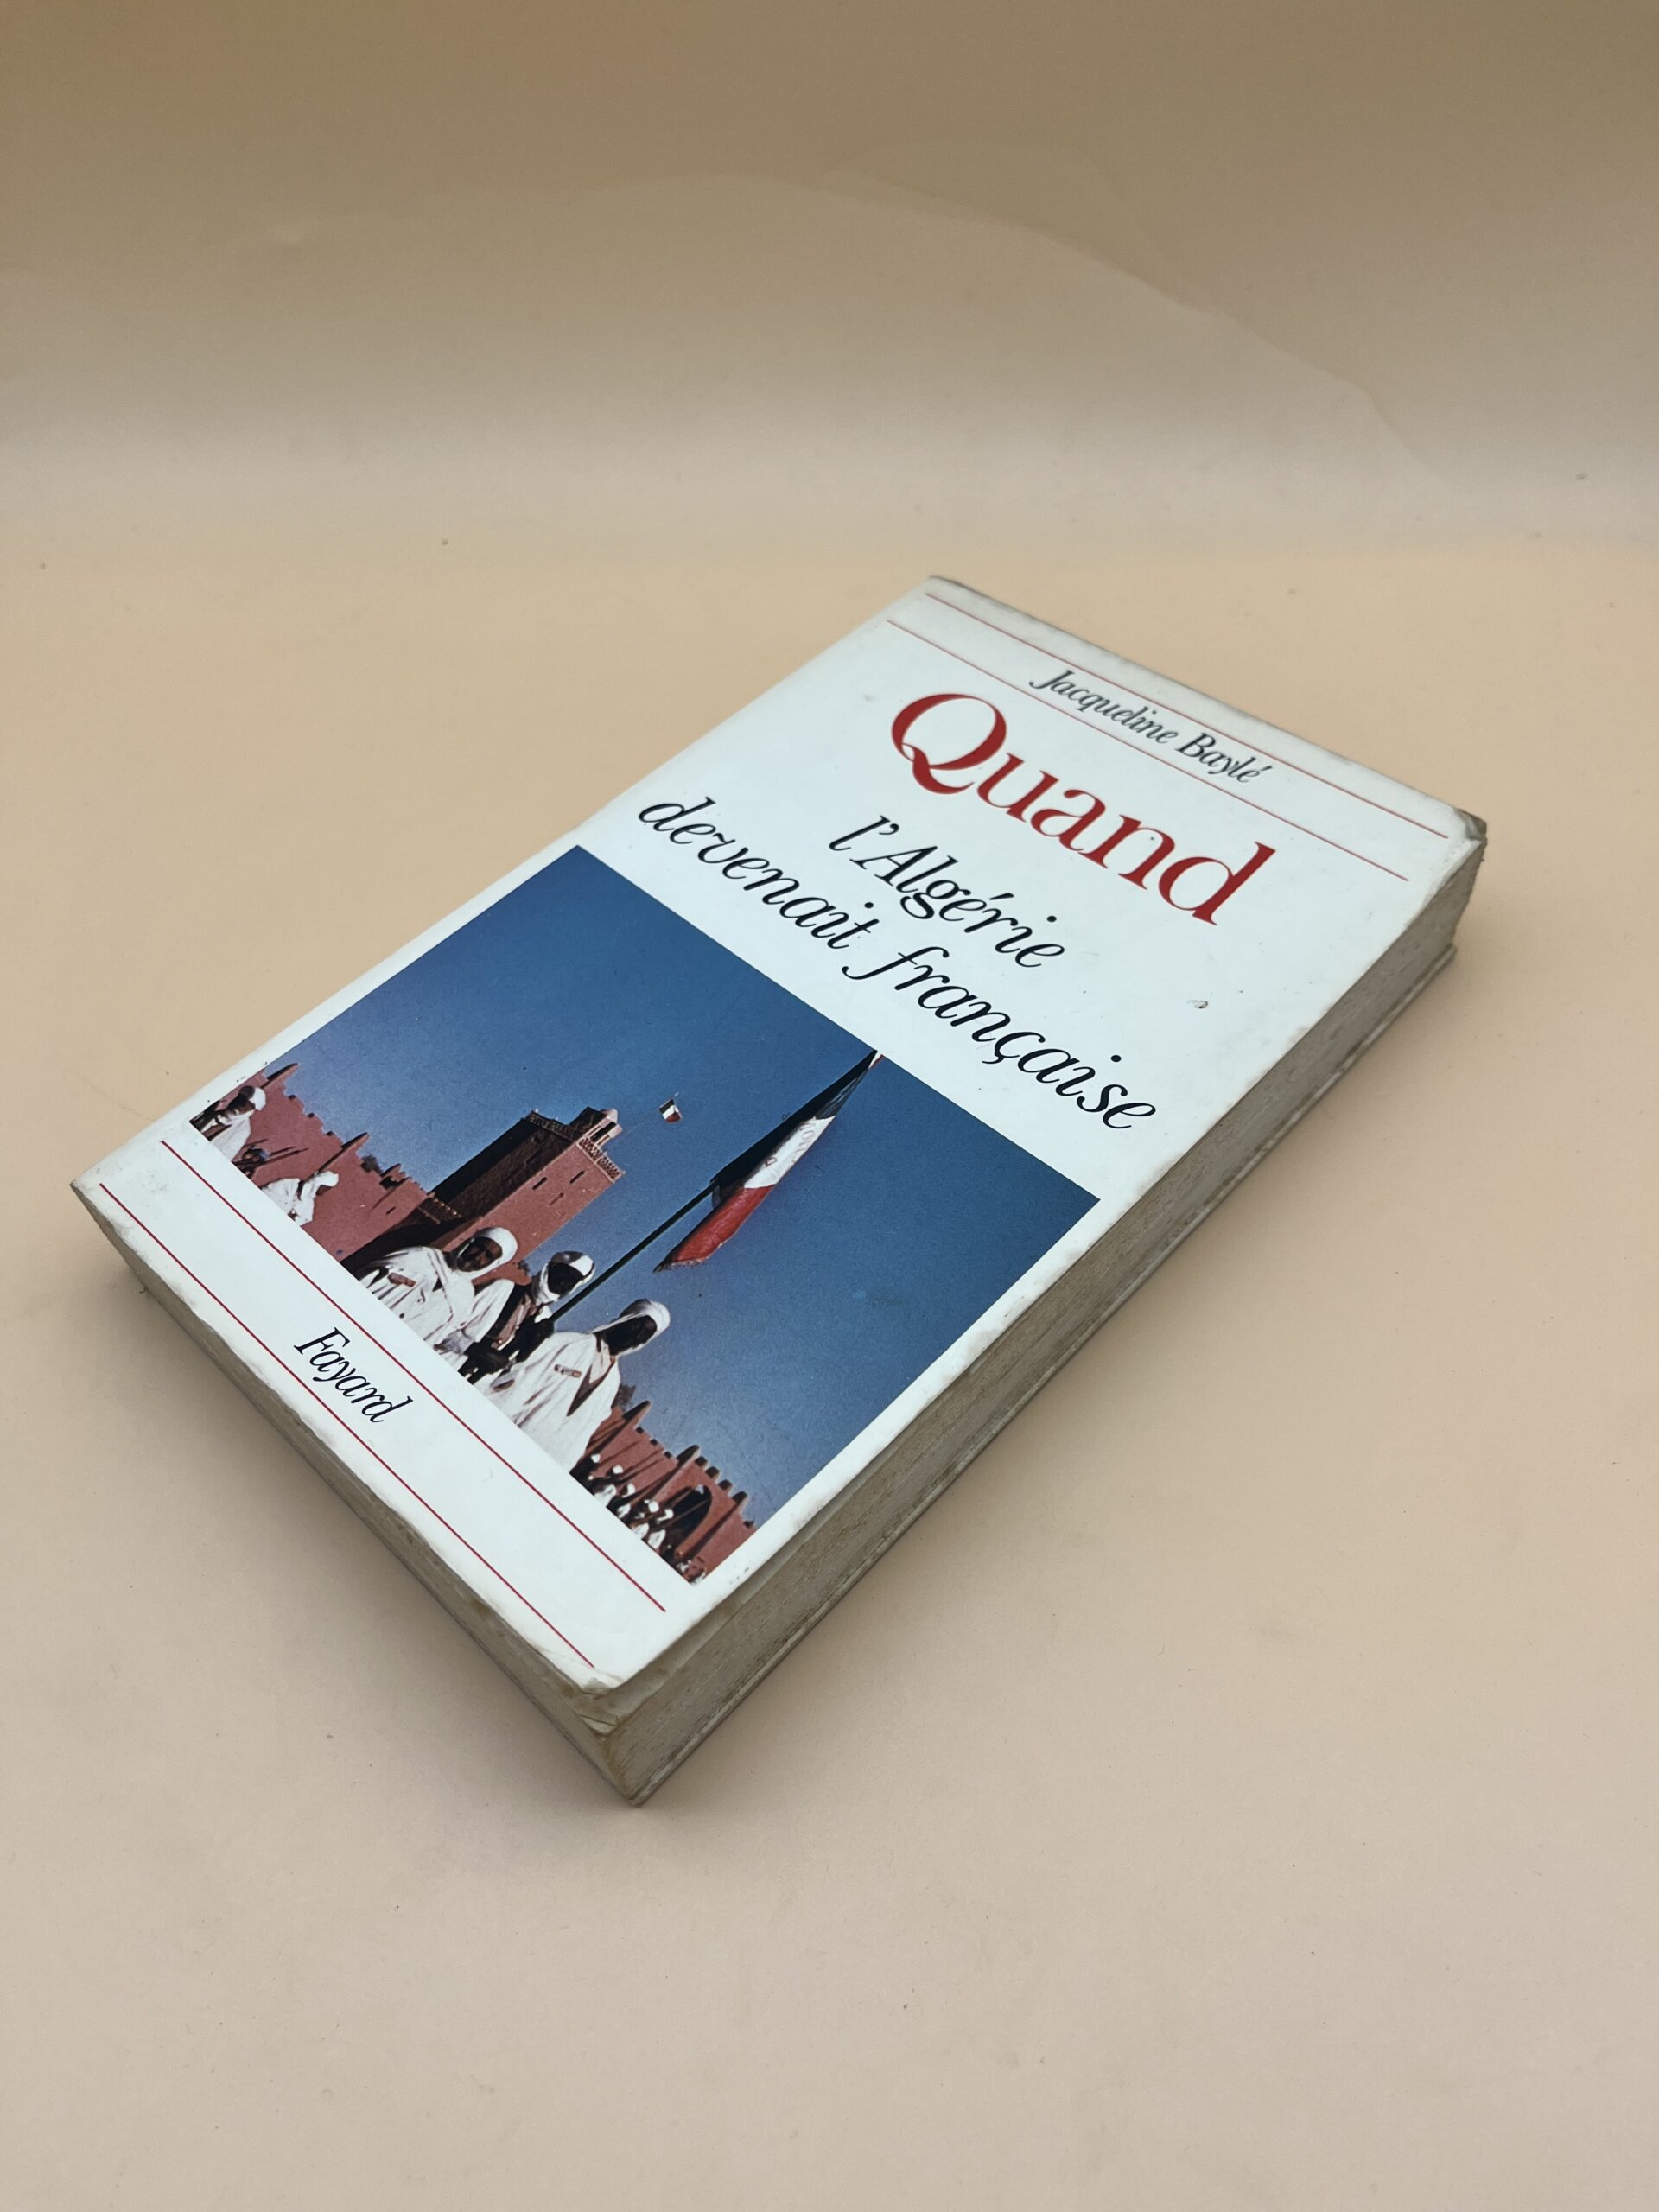 Jacqueline Baylé
Quand
l'Algérie
devenait française
Fayard